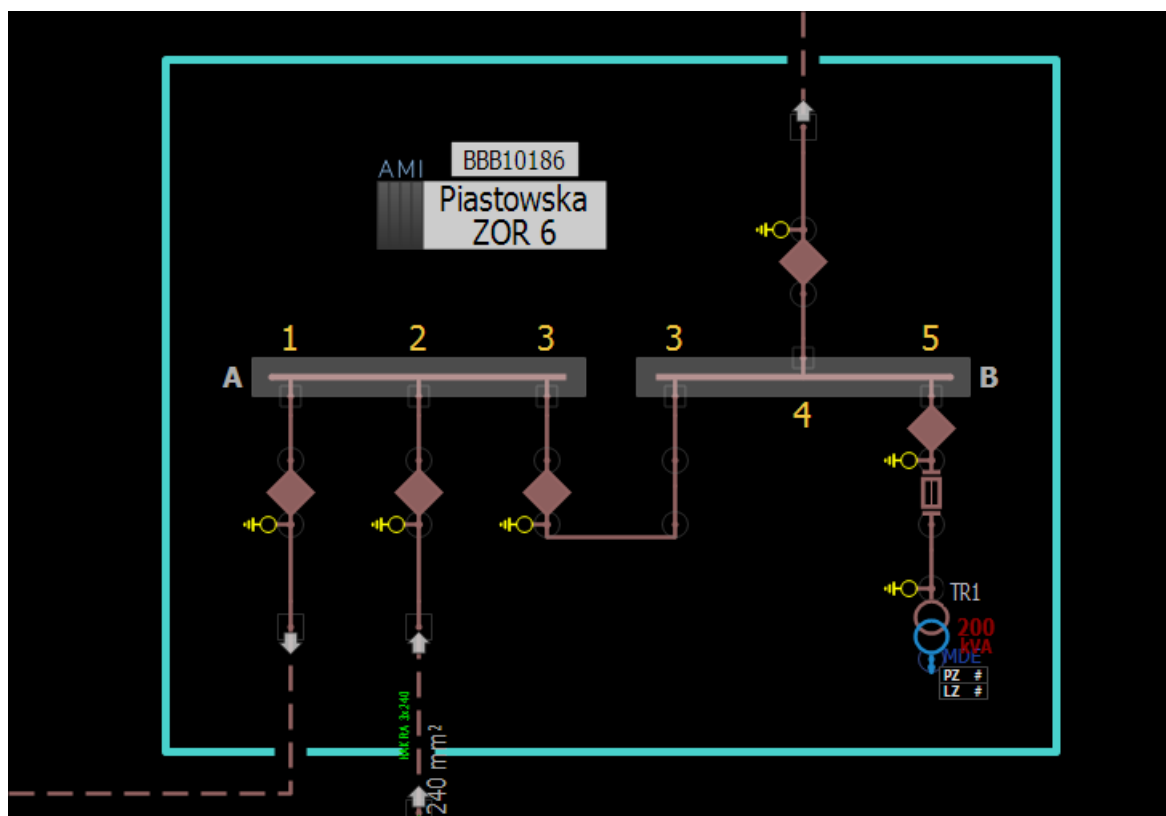 BBB10186
AMI
Piastowska
ZOR 6
1 2 3 3 5
A B
4
TR1
200
kVA
MDE
PZ #
LZ #
240 mm²